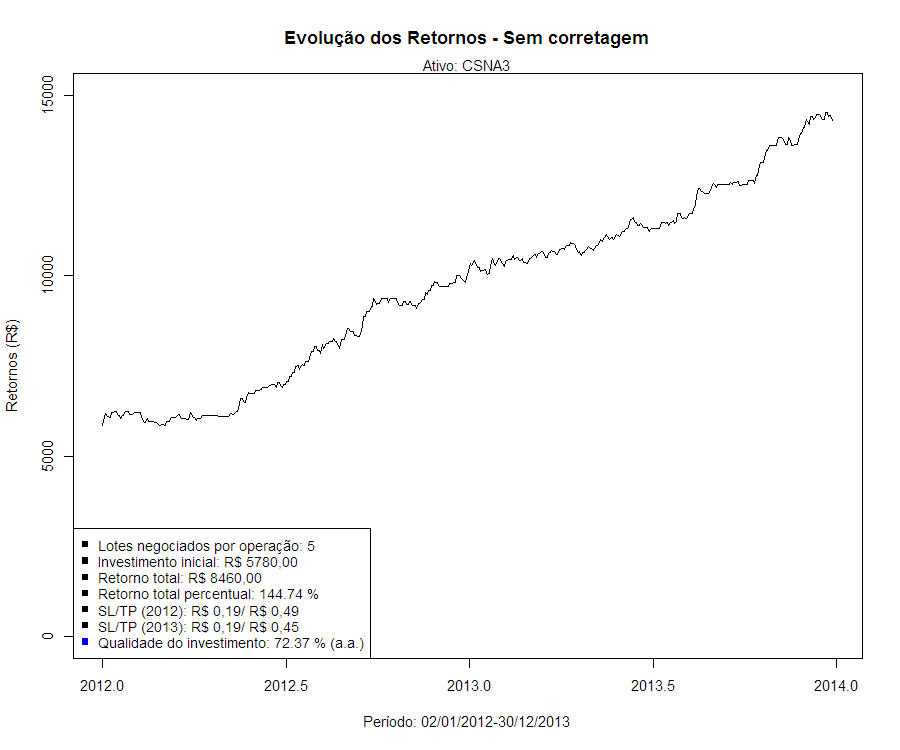 Evolução dos Retornos - Sem corretagem
Ativo: CSNA3
Retornos (R$)
15000
10000
5000
0
Lotes negociados por operação: 5
Investimento inicial: R$ 5780,00
Retorno total: R$ 8460,00
Retorno total percentual: 144.74 %
SL/TP (2012): R$ 0,19/ R$ 0,49
SL/TP (2013): R$ 0,19/ R$ 0,45
Qualidade do investimento: 72.37 % (a.a.)
2012.0 2012.5 2013.0 2013.5 2014.0
Período: 02/01/2012-30/12/2013